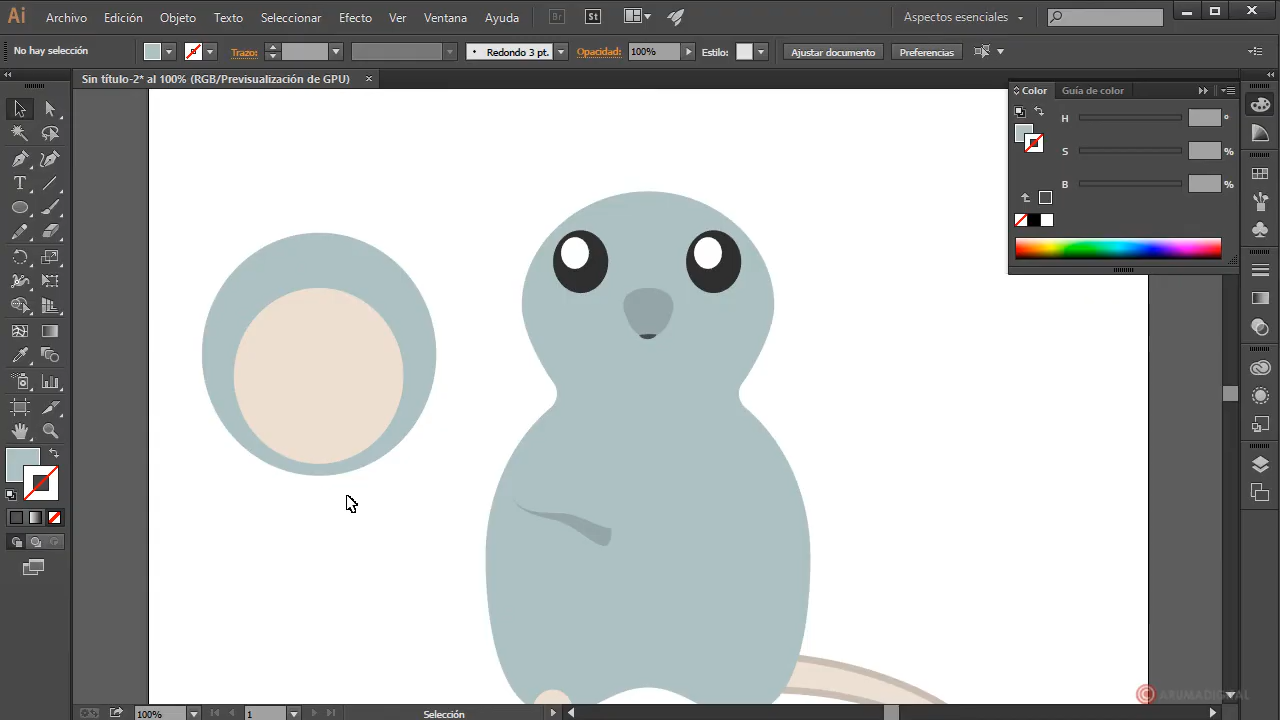 Ai Archivo Edición Objeto Texto Seleccionar Efecto Ver Ventana Ayuda Br St Aspectos esenciales
No hay selección Trazo: Redondo 3 pt. Opacidad: 100% Estilo: Ajustar documento Preferencias
Sin título-2* al 100% (RGB/Previsualización de GPU)
Color Guía de color
H º
S %
B %
T
ARUMADIGITAL
100% 1 Selección